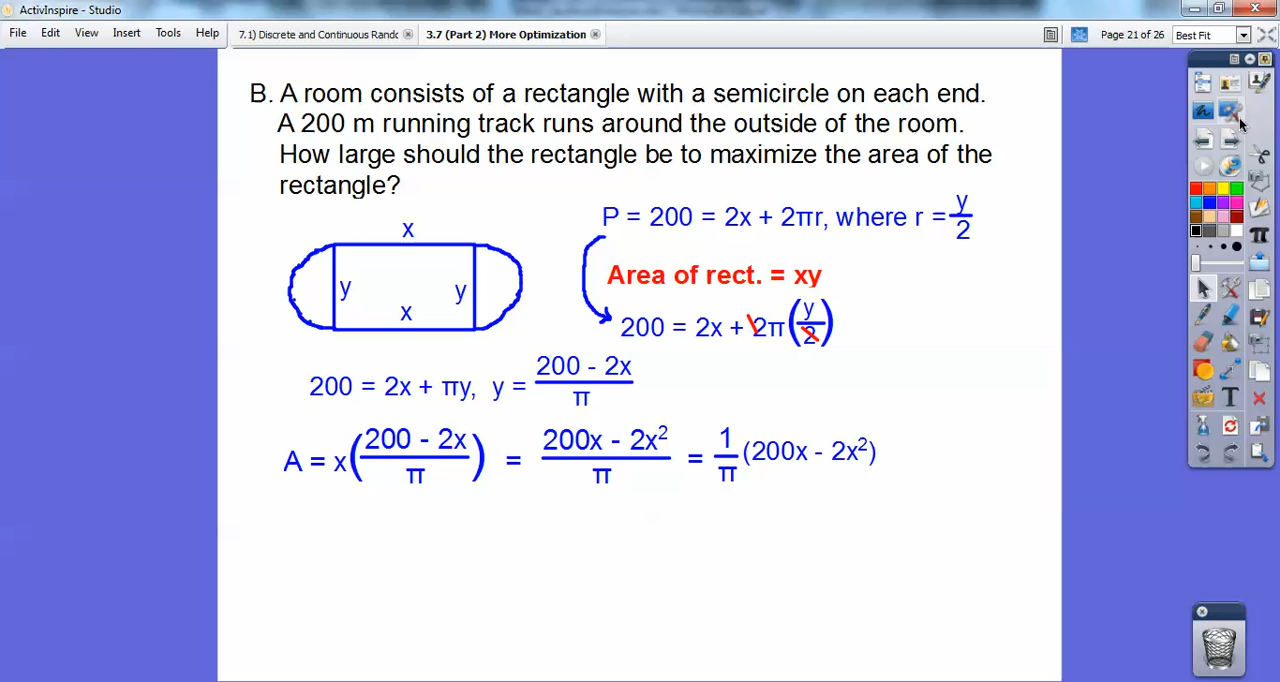 ActivInspire - Studio
File Edit View Insert Tools Help
7.1) Discrete and Continuous Rand
3.7 (Part 2) More Optimization
Page 21 of 26
Best Fit
B. A room consists of a rectangle with a semicircle on each end.
A 200 m running track runs around the outside of the room.
How large should the rectangle be to maximize the area of the
rectangle?
P = 200 = 2x + 2πr, where r = y/2
x
y y
x
Area of rect. = xy
200 = 2x + 2π(y/2)
200 = 2x + πy, y = (200 - 2x)/π
A = x((200 - 2x)/π) = (200x - 2x²)/π = 1/π (200x - 2x²)